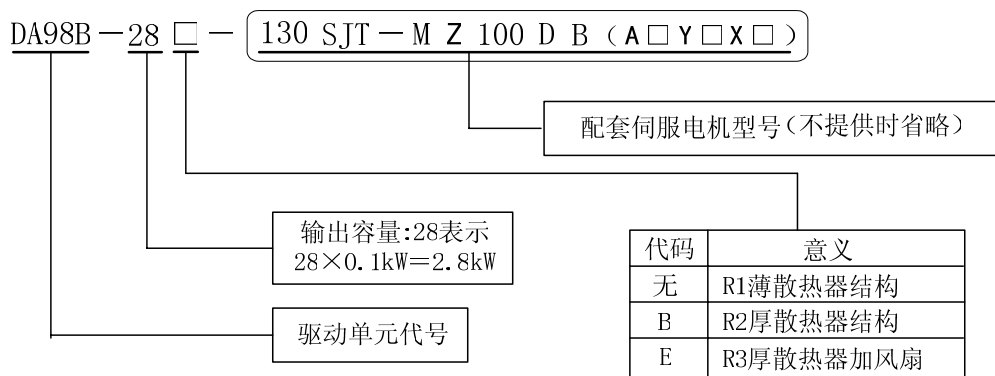 DA98B－28□－130 SJT－M Z 100 D B（A□Y□X□）
配套伺服电机型号（不提供时省略）
输出容量:28表示
28×0.1kW＝2.8kW
驱动单元代号
代码 意义
无 R1薄散热器结构
B R2厚散热器结构
E R3厚散热器加风扇